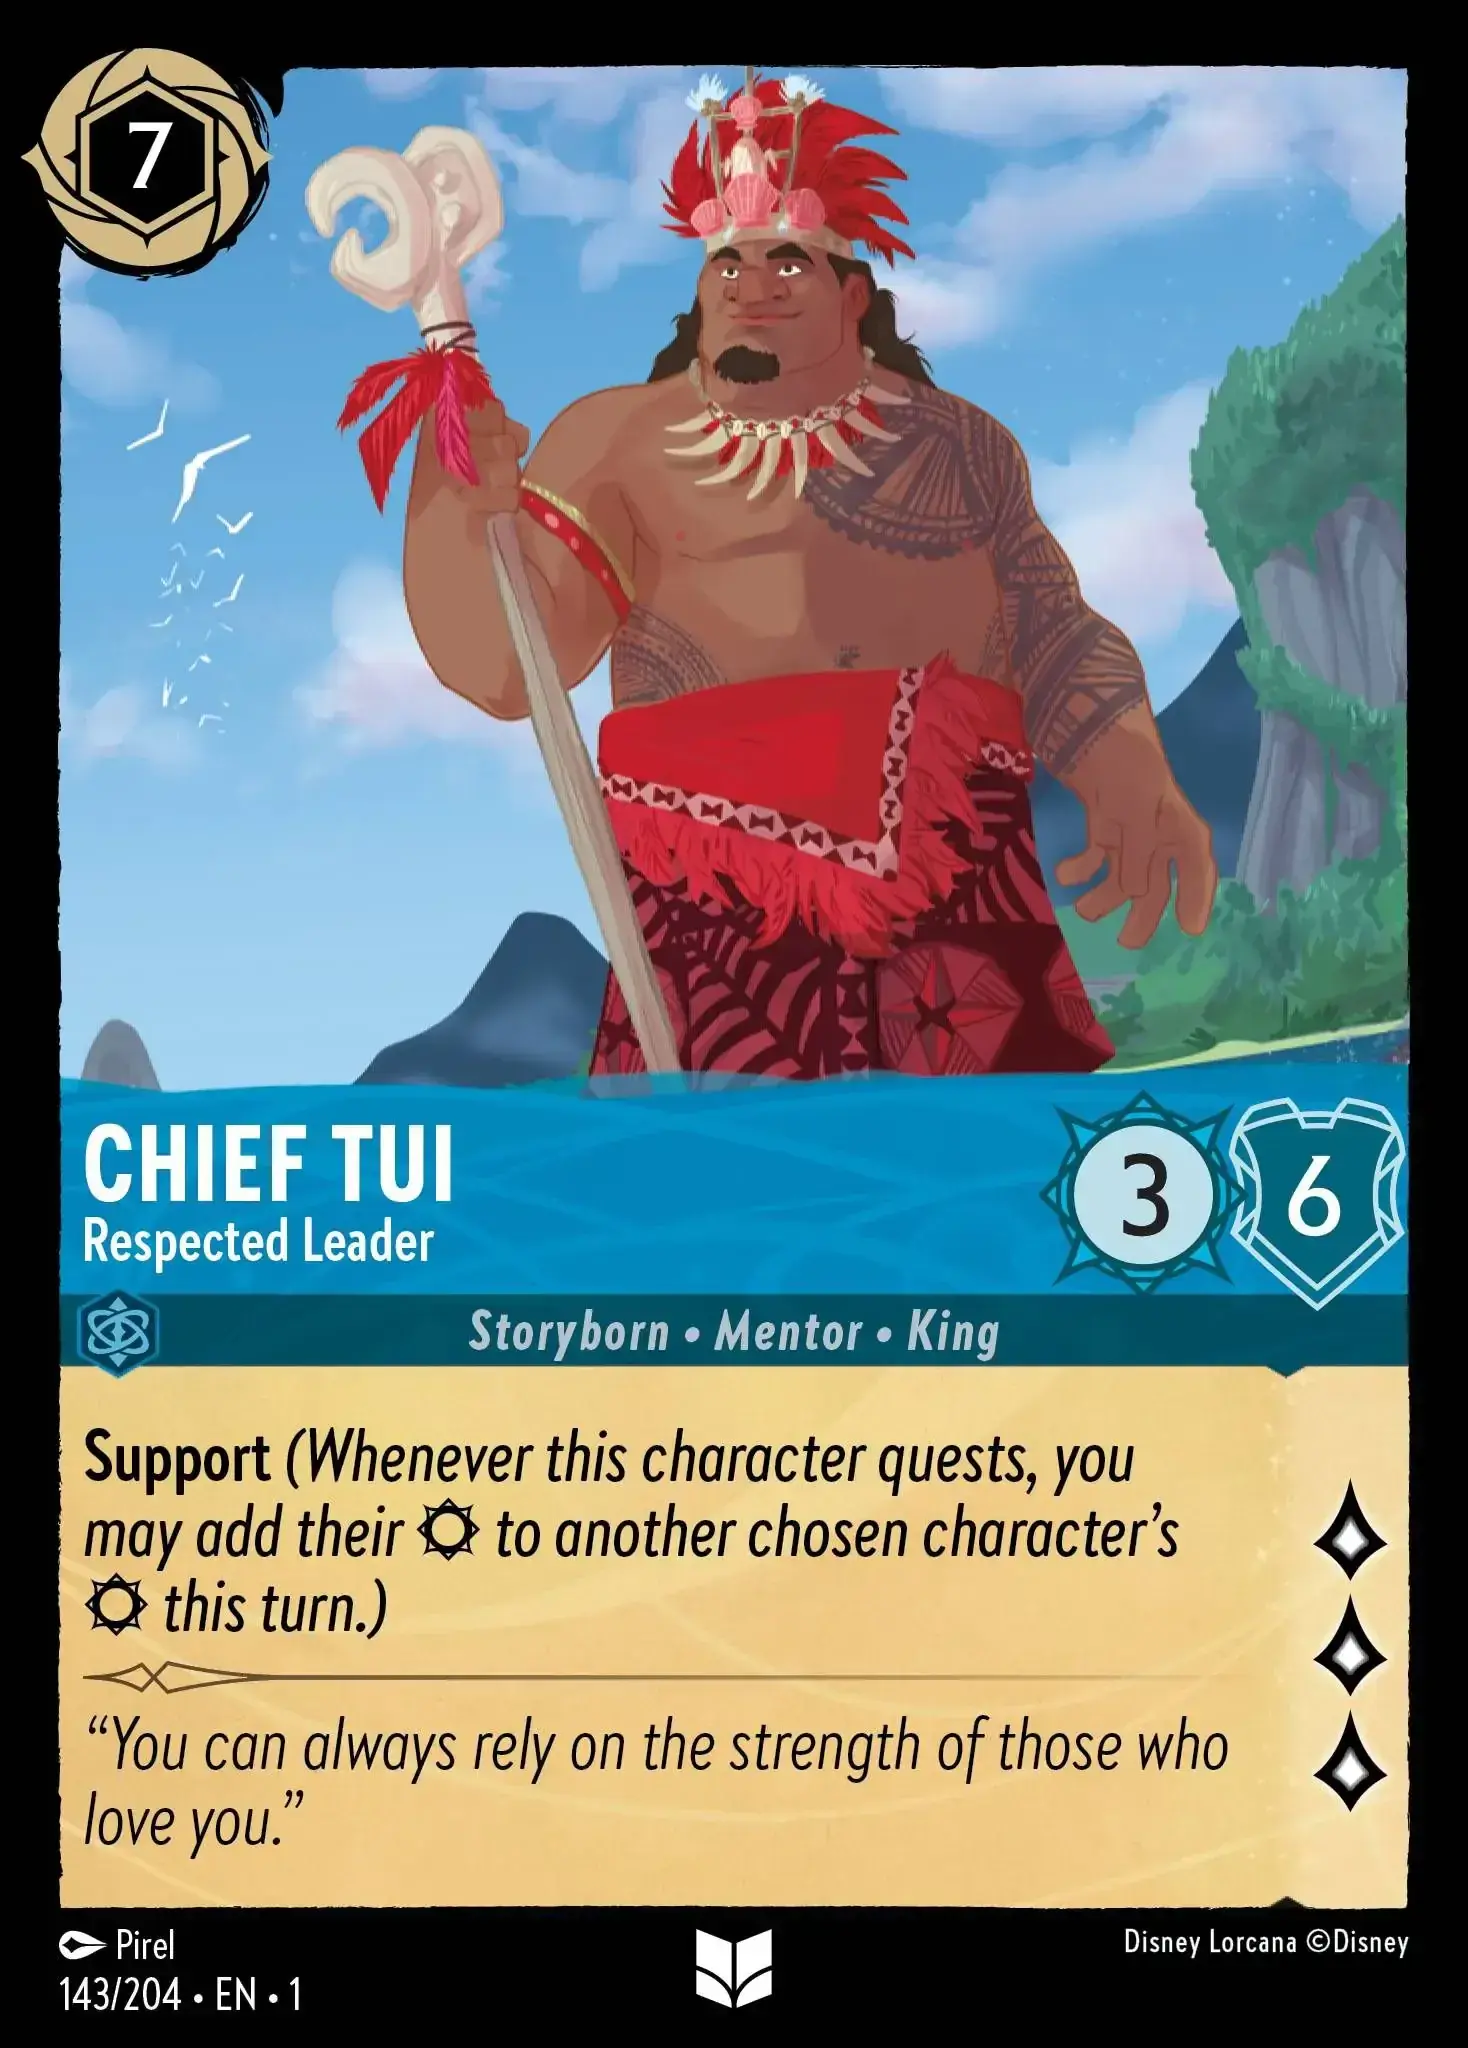 7
CHIEF TUI
Respected Leader
3 6
Storyborn • Mentor • King
Support (Whenever this character quests, you
may add their to another chosen character's
this turn.)
“You can always rely on the strength of those who
love you.”
Pirel
143/204 • EN • 1
Disney Lorcana ©Disney